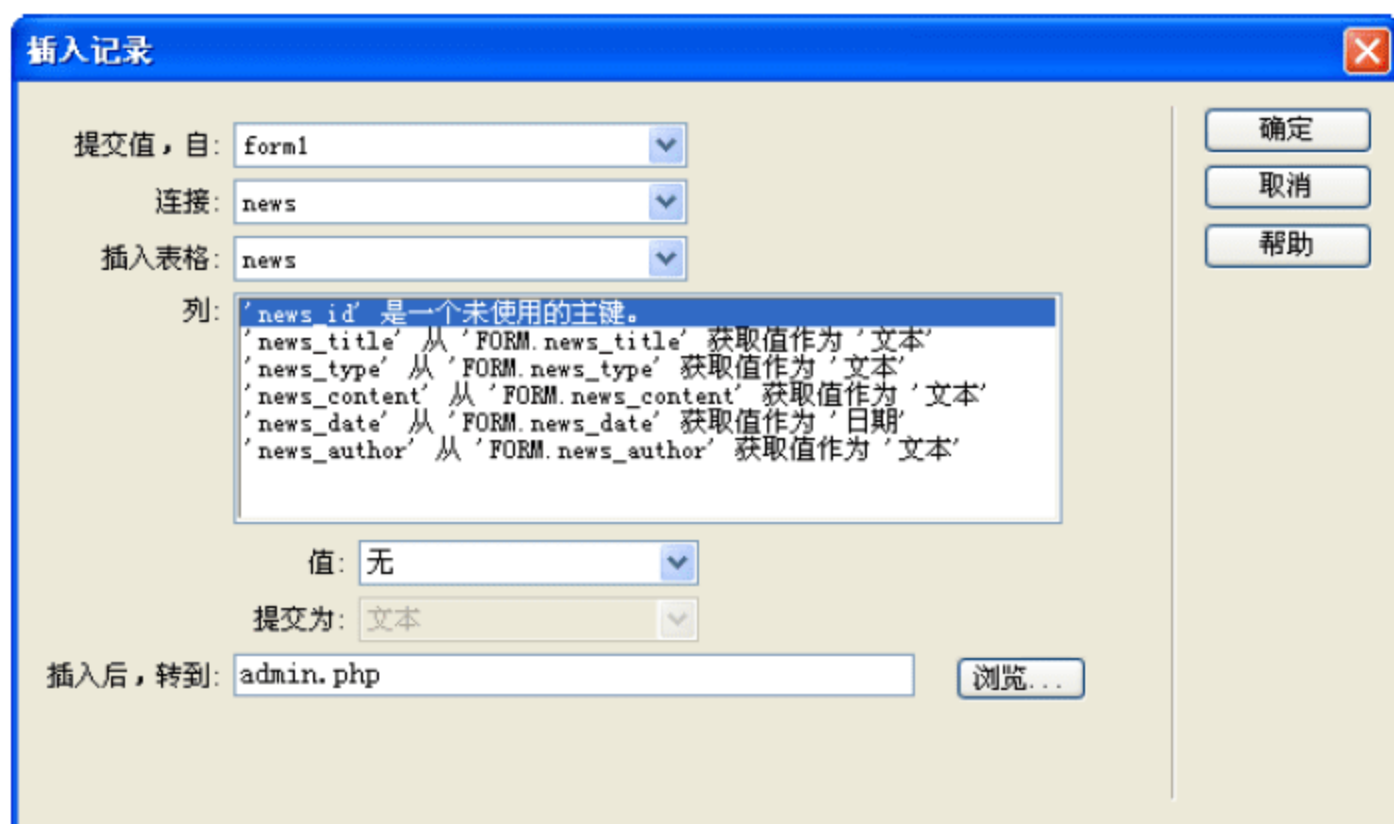 插入记录
提交值，自: form1
连接: news
插入表格: news
列: 'news_id' 是一个未使用的主键。
'news_title' 从 'FORM.news_title' 获取值作为 '文本'
'news_type' 从 'FORM.news_type' 获取值作为 '文本'
'news_content' 从 'FORM.news_content' 获取值作为 '文本'
'news_date' 从 'FORM.news_date' 获取值作为 '日期'
'news_author' 从 'FORM.news_author' 获取值作为 '文本'
值: 无
提交为: 文本
插入后，转到: admin.php 浏览...
确定
取消
帮助